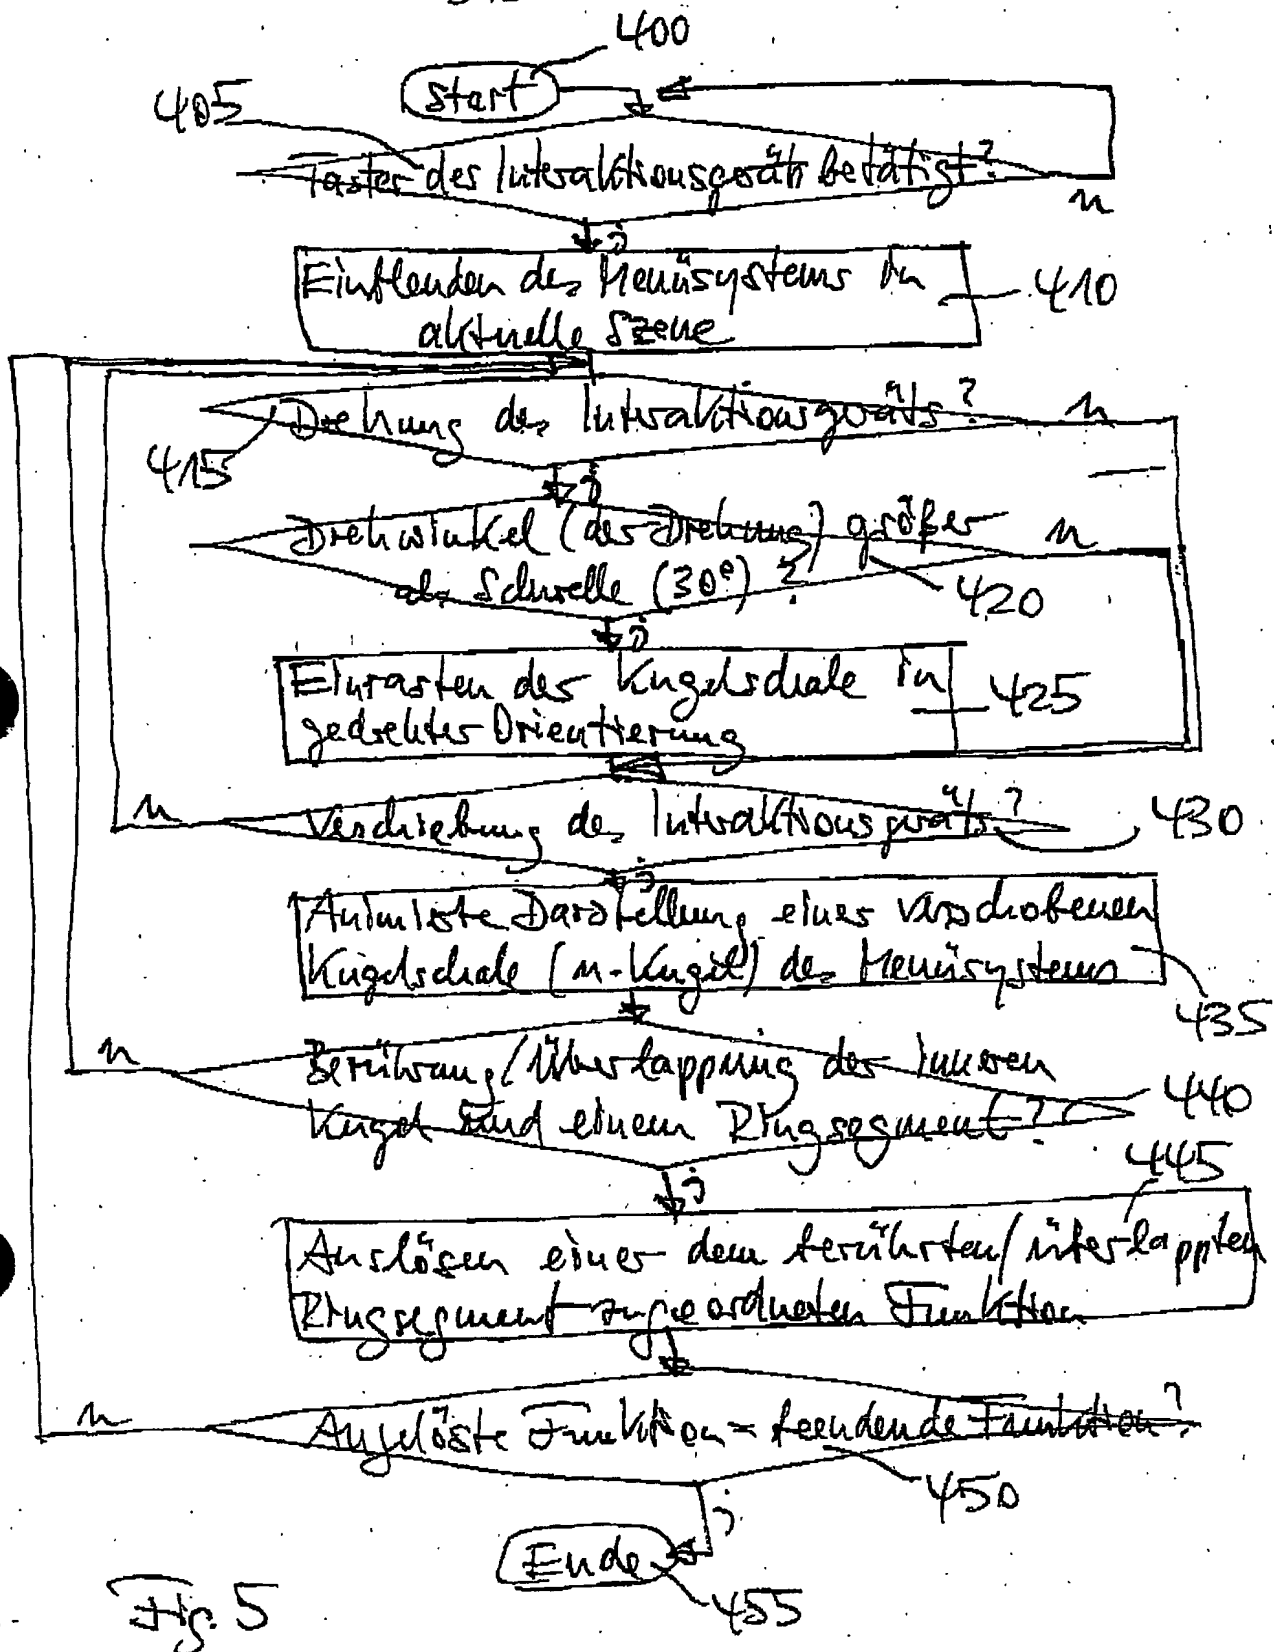 400
Start
405
Taster des Interaktionsgeräts betätigt?
n
j
Einblenden des Menüsystems in
aktuelle Szene
410
Drehung des Interaktionsgeräts?
n
415
j
Drehwinkel (der Drehung) größer
als Schwelle (30°)?
n
420
j
Einrasten der Kugelschale in
gedrehter Orientierung
425
n
Verschiebung des Interaktionsgeräts?
430
j
Animierte Darstellung einer verschobenen
Kugelschale (m-Kugel) des Menüsystems
435
n
Berührung/Überlappung der inneren
Kugel und einem Ringsegment?
440
j
445
Auslösen einer dem berührten/überlappten
Ringsegment zugeordneten Funktion
n
Ausgelöste Funktion = beendende Funktion?
450
j
Ende
455
Fig. 5